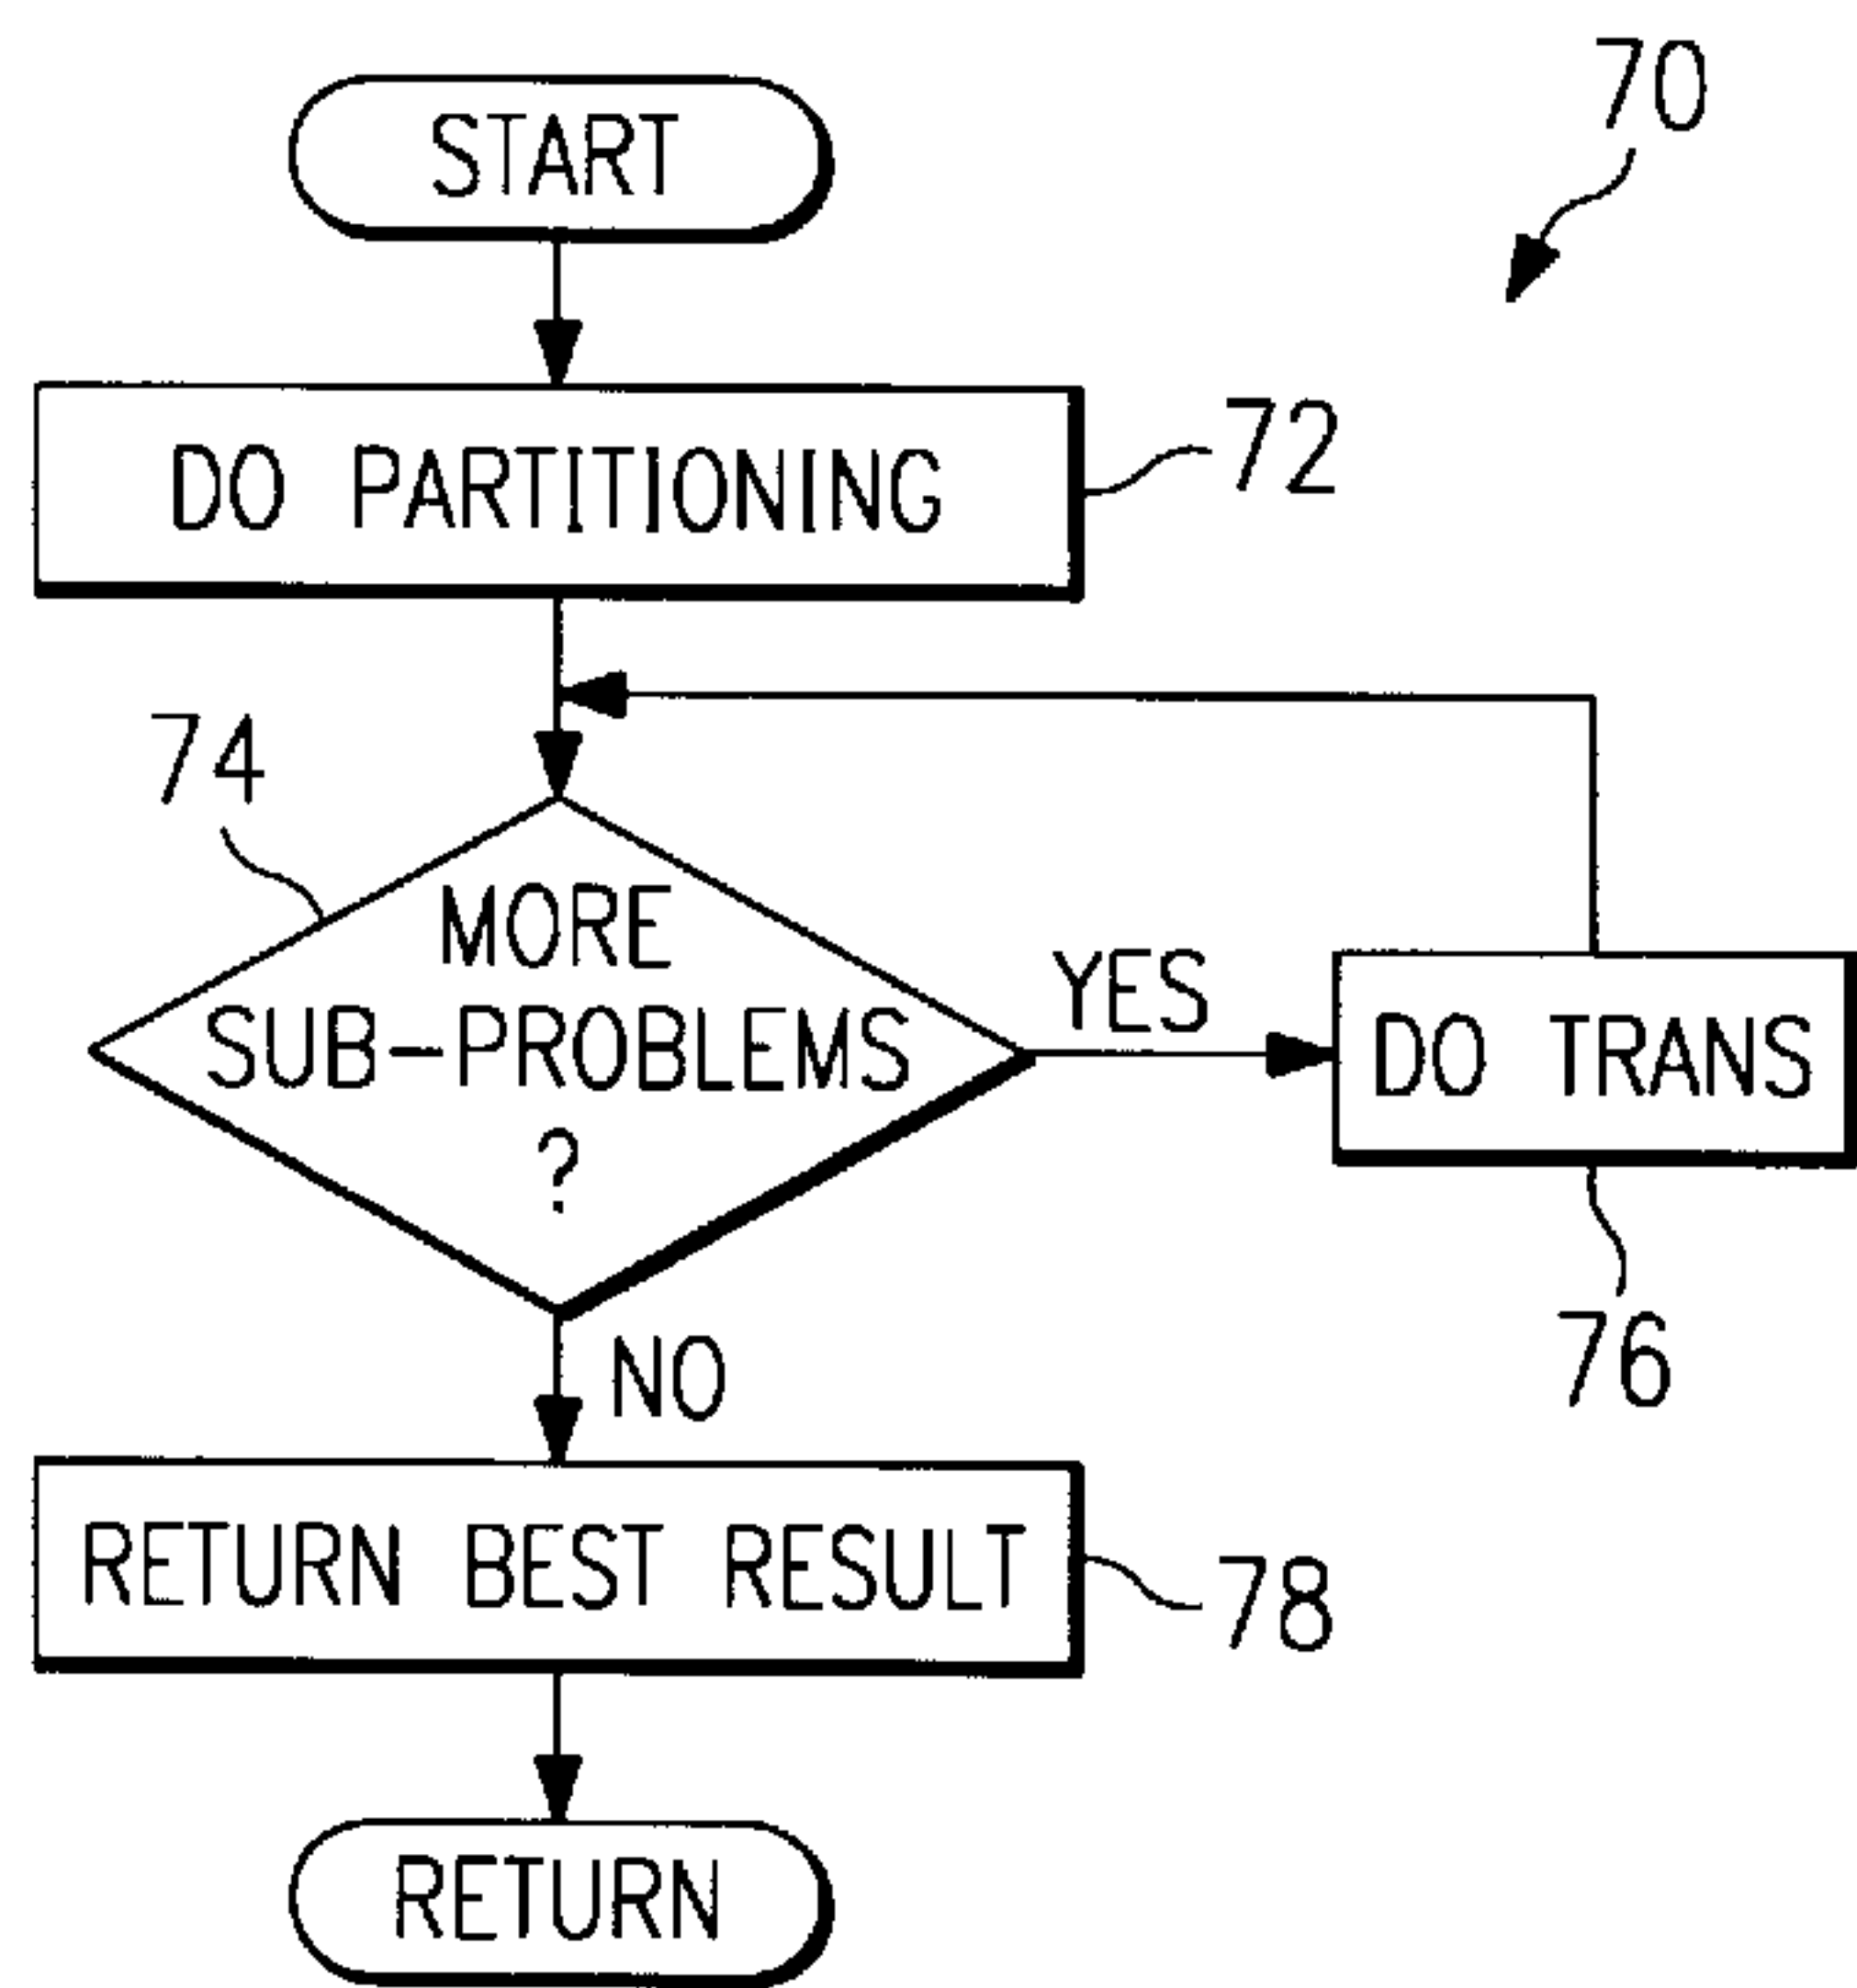 START
70
DO PARTITIONING
72
74
MORE
SUB-PROBLEMS
?
YES
DO TRANS
76
NO
RETURN BEST RESULT
78
RETURN